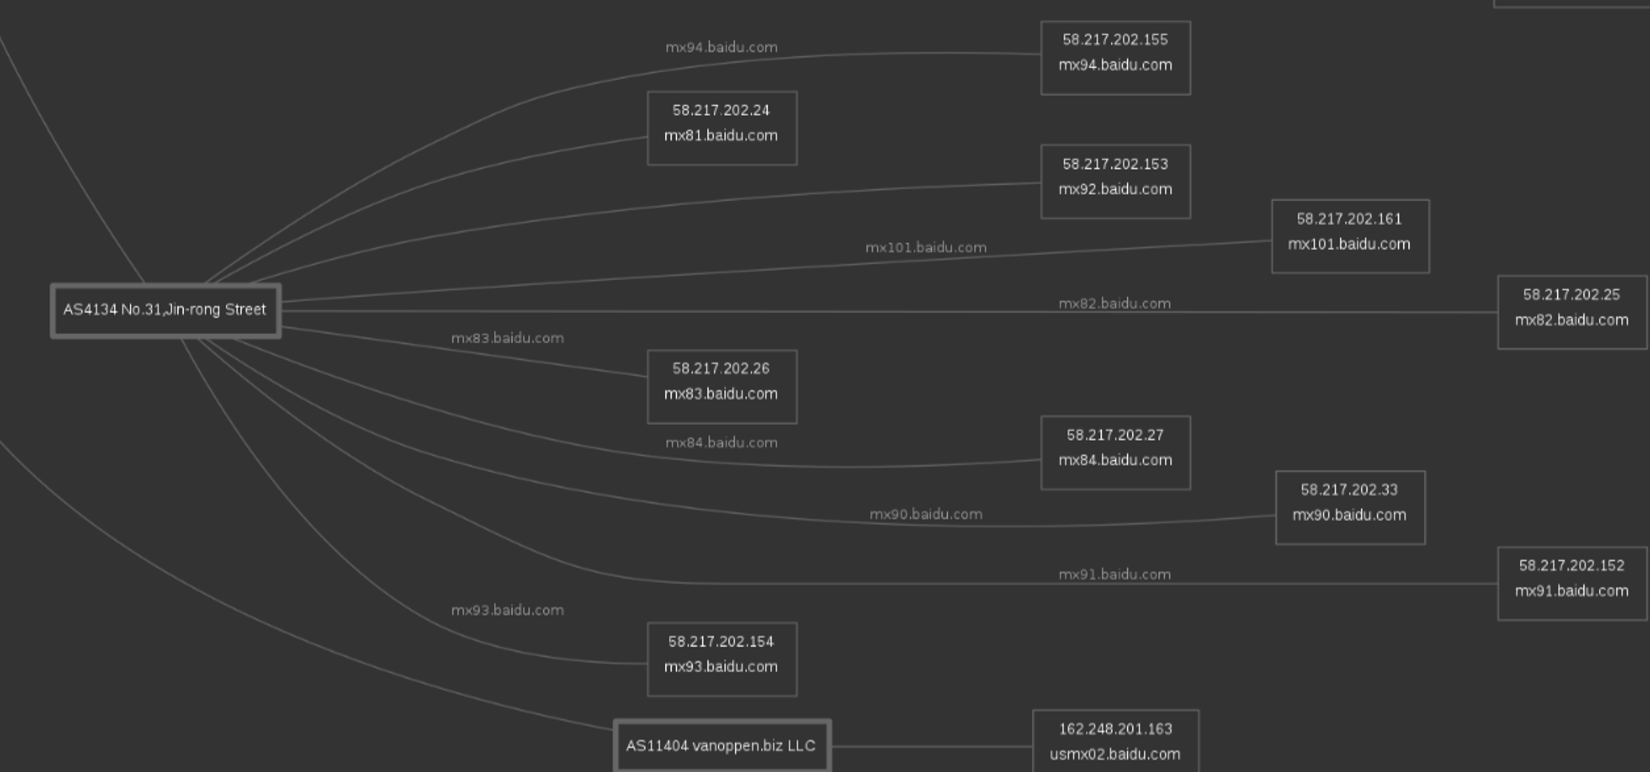 mx94.baidu.com
58.217.202.155
mx94.baidu.com
58.217.202.24
mx81.baidu.com
58.217.202.153
mx92.baidu.com
58.217.202.161
mx101.baidu.com
mx101.baidu.com
58.217.202.25
mx82.baidu.com
mx82.baidu.com
AS4134 No.31,Jin-rong Street
mx83.baidu.com
58.217.202.26
mx83.baidu.com
58.217.202.27
mx84.baidu.com
mx84.baidu.com
58.217.202.33
mx90.baidu.com
mx90.baidu.com
58.217.202.152
mx91.baidu.com
mx91.baidu.com
mx93.baidu.com
58.217.202.154
mx93.baidu.com
AS11404 vanoppen.biz LLC
162.248.201.163
usmx02.baidu.com